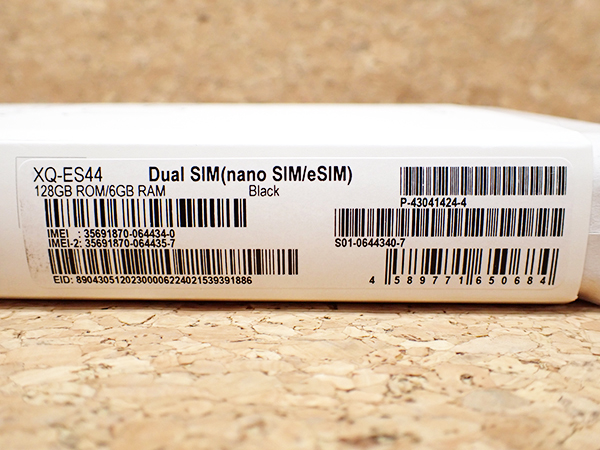 XQ-ES44 Dual SIM(nano SIM/eSIM)
128GB ROM/6GB RAM Black
P-43041424-4
IMEI : 35691870-064434-0
IMEI-2: 35691870-064435-7
S01-0644340-7
EID: 89043051202300006224021539391886
4 589771 650684